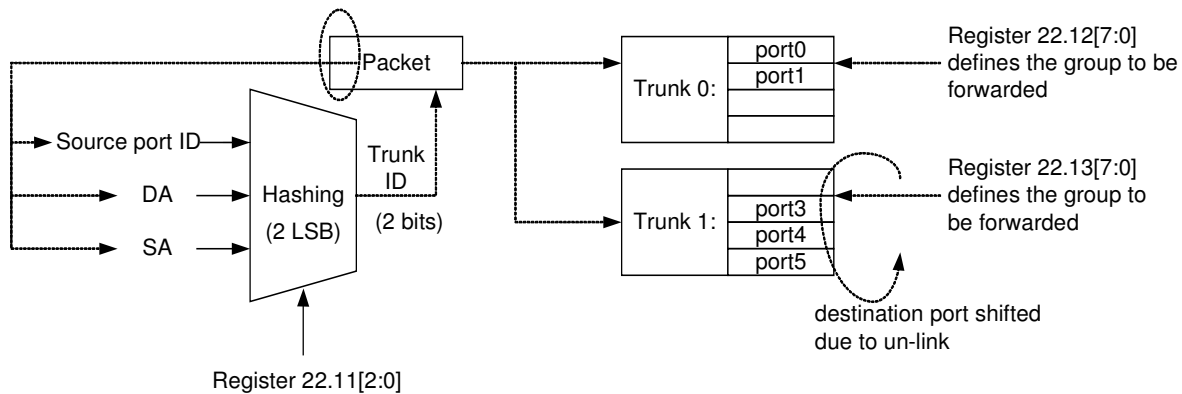 Packet
Source port ID
DA
SA
Hashing
(2 LSB)
Trunk
ID
(2 bits)
Register 22.11[2:0]
Trunk 0:
port0
port1
Register 22.12[7:0]
defines the group to be
forwarded
Trunk 1:
port3
port4
port5
Register 22.13[7:0]
defines the group to
be forwarded
destination port shifted
due to un-link